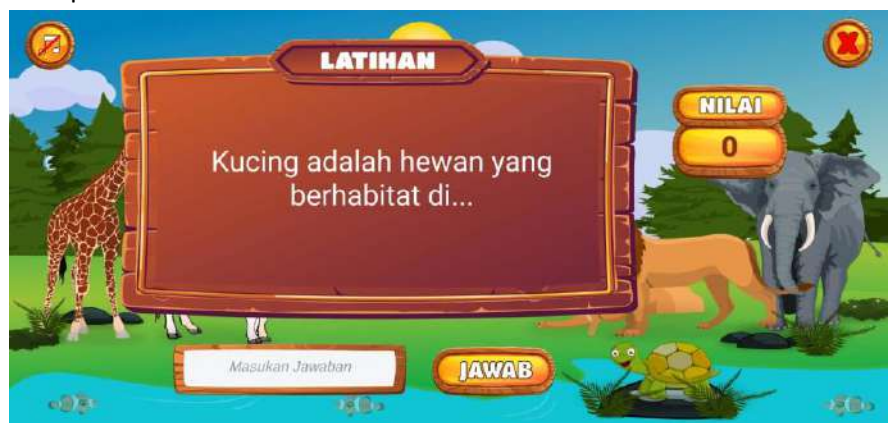 LATIHAN
NILAI
0
Kucing adalah hewan yang
berhabitat di...
Masukan Jawaban
JAWAB